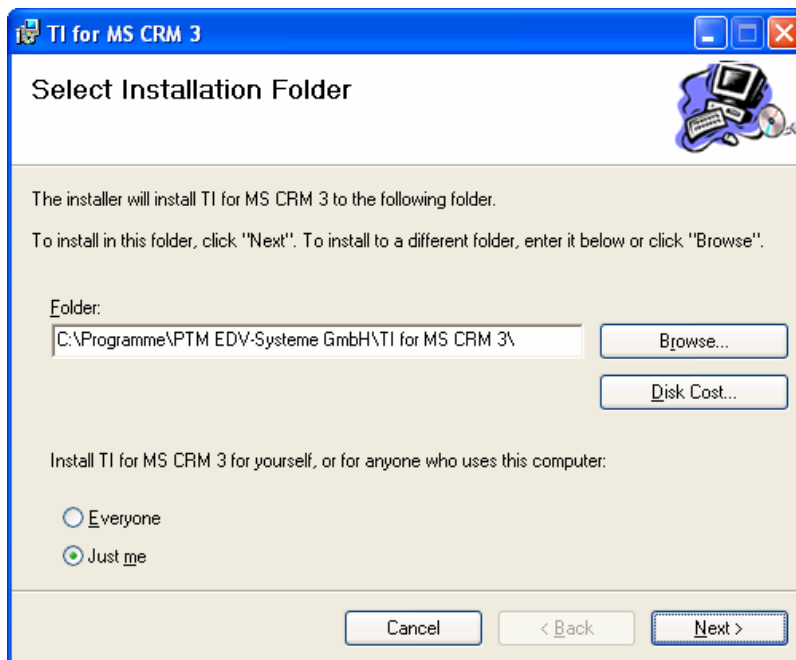 TI for MS CRM 3
Select Installation Folder
The installer will install TI for MS CRM 3 to the following folder.
To install in this folder, click "Next". To install to a different folder, enter it below or click "Browse".
Folder:
C:\Programme\PTM EDV-Systeme GmbH\TI for MS CRM 3\
Browse...
Disk Cost...
Install TI for MS CRM 3 for yourself, or for anyone who uses this computer:
Everyone
Just me
Cancel
< Back
Next >